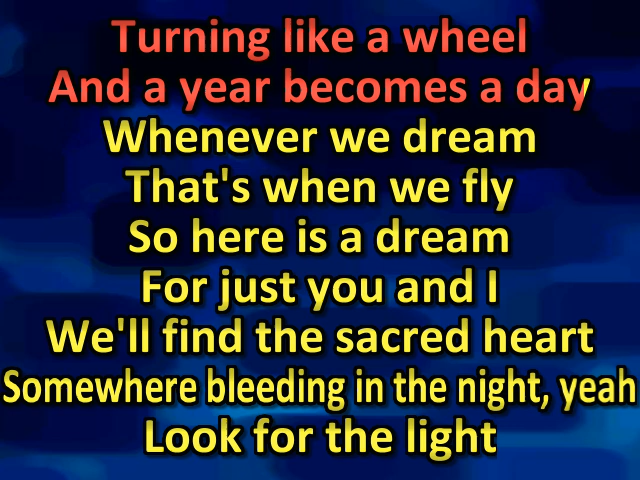 Turning like a wheel
And a year becomes a day
Whenever we dream
That's when we fly
So here is a dream
For just you and I
We'll find the sacred heart
Somewhere bleeding in the night, yeah
Look for the light